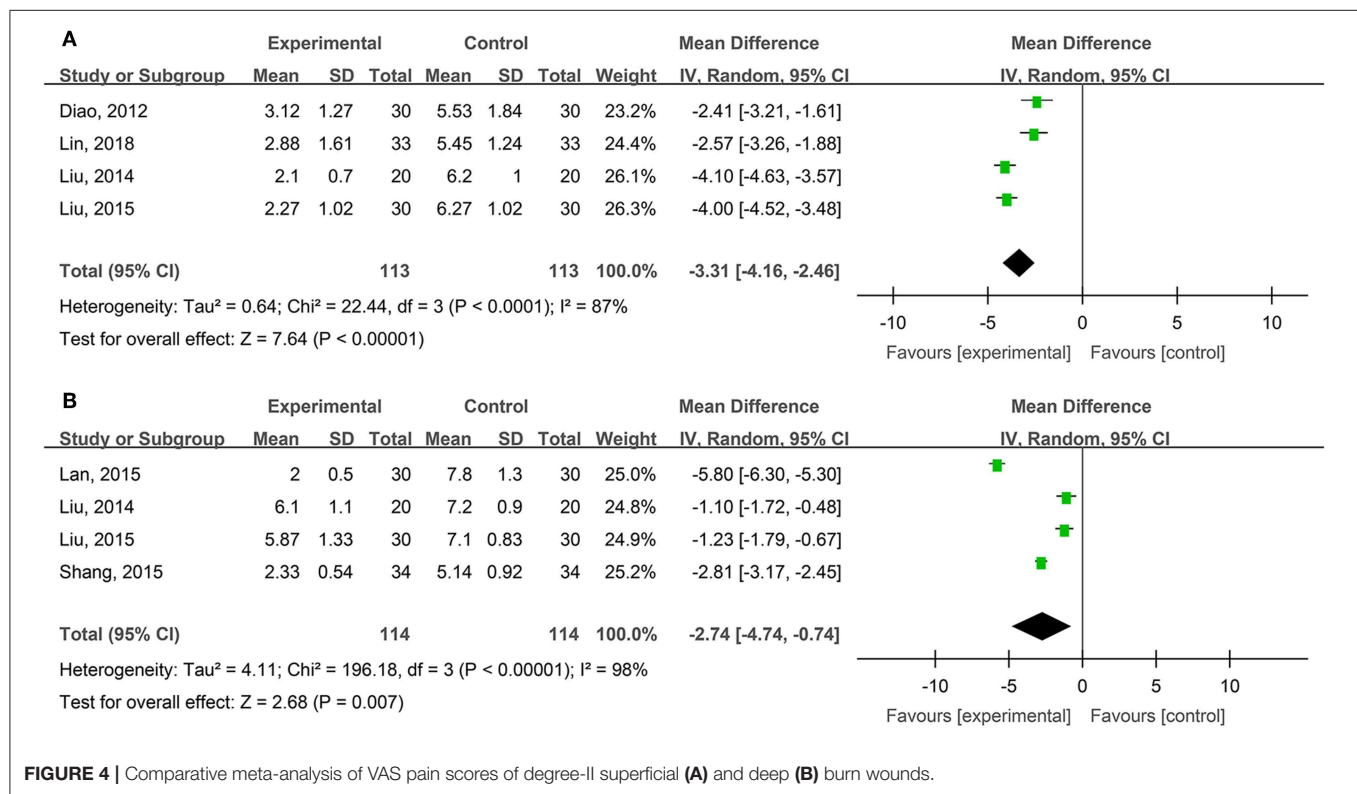 A
Experimental Control Mean Difference Mean Difference
Study or Subgroup Mean SD Total Mean SD Total Weight IV, Random, 95% CI IV, Random, 95% CI
Diao, 2012 3.12 1.27 30 5.53 1.84 30 23.2% -2.41 [-3.21, -1.61]
Lin, 2018 2.88 1.61 33 5.45 1.24 33 24.4% -2.57 [-3.26, -1.88]
Liu, 2014 2.1 0.7 20 6.2 1 20 26.1% -4.10 [-4.63, -3.57]
Liu, 2015 2.27 1.02 30 6.27 1.02 30 26.3% -4.00 [-4.52, -3.48]
Total (95% CI) 113 113 100.0% -3.31 [-4.16, -2.46]
Heterogeneity: Tau² = 0.64; Chi² = 22.44, df = 3 (P < 0.0001); I² = 87%
Test for overall effect: Z = 7.64 (P < 0.00001)
-10 -5 0 5 10
Favours [experimental] Favours [control]
B
Experimental Control Mean Difference Mean Difference
Study or Subgroup Mean SD Total Mean SD Total Weight IV, Random, 95% CI IV, Random, 95% CI
Lan, 2015 2 0.5 30 7.8 1.3 30 25.0% -5.80 [-6.30, -5.30]
Liu, 2014 6.1 1.1 20 7.2 0.9 20 24.8% -1.10 [-1.72, -0.48]
Liu, 2015 5.87 1.33 30 7.1 0.83 30 24.9% -1.23 [-1.79, -0.67]
Shang, 2015 2.33 0.54 34 5.14 0.92 34 25.2% -2.81 [-3.17, -2.45]
Total (95% CI) 114 114 100.0% -2.74 [-4.74, -0.74]
Heterogeneity: Tau² = 4.11; Chi² = 196.18, df = 3 (P < 0.00001); I² = 98%
Test for overall effect: Z = 2.68 (P = 0.007)
-10 -5 0 5 10
Favours [experimental] Favours [control]
FIGURE 4 | Comparative meta-analysis of VAS pain scores of degree-II superficial (A) and deep (B) burn wounds.